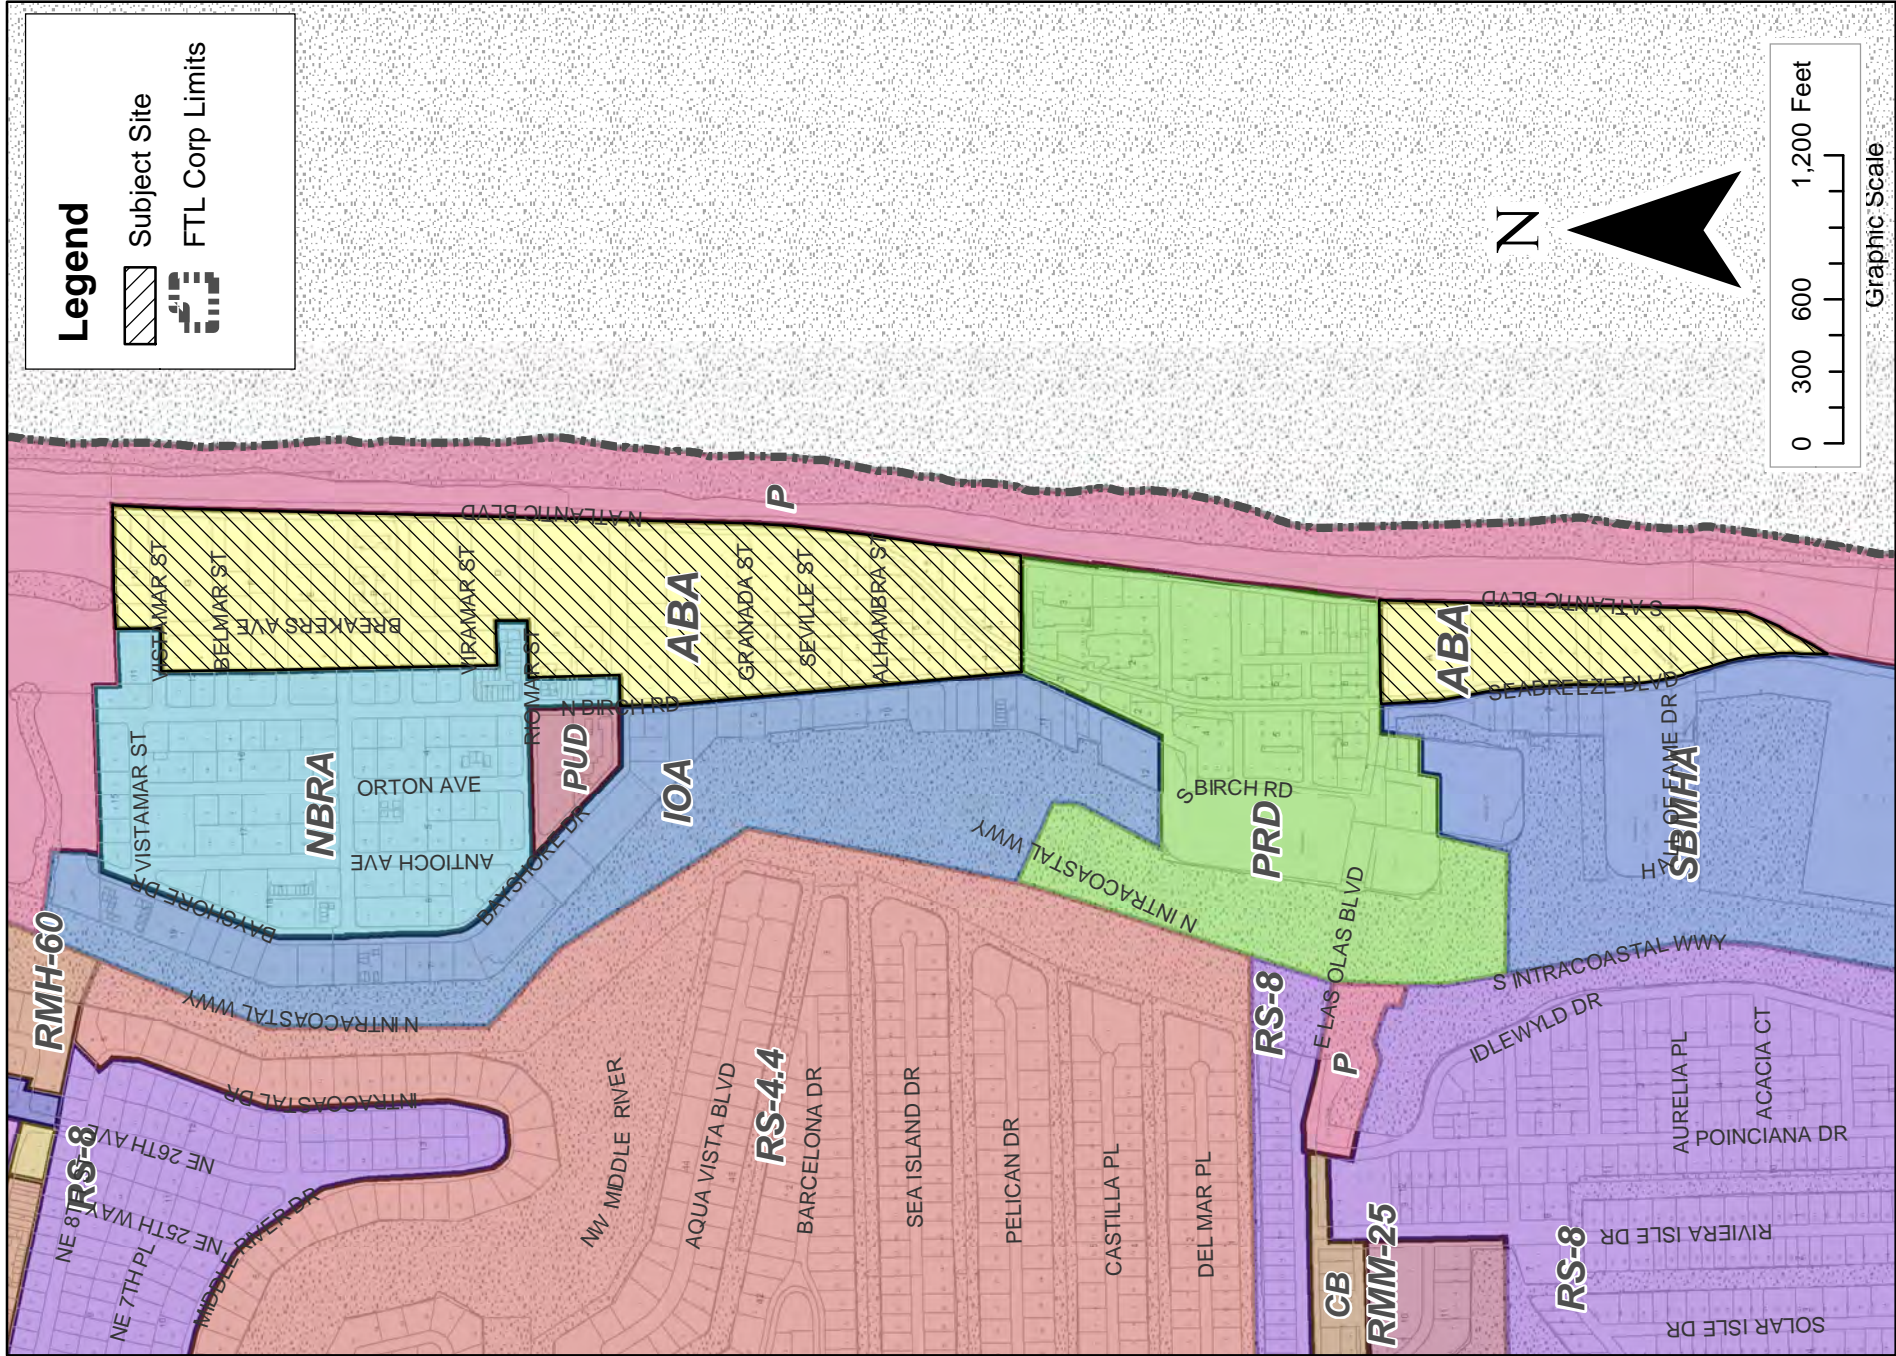 Legend
Subject Site
FTL Corp Limits
N
0 300 600 1,200 Feet
Graphic Scale
P
N ATLANTIC BLVD
VISTAMAR ST
BELMAR ST
BREAKERS AVE
VIRAMAR ST
RIOMAR ST
ABA
GRANADA ST
SEVILLE ST
ALHAMBRA ST
N BIRCH RD
S ATLANTIC BLVD
ABA
SEABREEZE BLVD
VISTAMAR ST
NBRA
ORTON AVE
ANTIOCH AVE
PUD
BAYSHORE DR
BAYSHORE DR
IOA
S BIRCH RD
PRD
HALL OF FAME DR
SBMHA
N INTRACOASTAL WWY
N INTRACOASTAL WWY
E LAS OLAS BLVD
S INTRACOASTAL WWY
RMH-60
RS-8
P
IDLEWYLD DR
INTRACOASTAL DR
NE 26TH AVE
RS-8
NE 25TH WAY
NE 8TH
NE 7TH PL
MIDDLE RIVER DR
NW MIDDLE RIVER
AQUA VISTA BLVD
RS-4.4
BARCELONA DR
SEA ISLAND DR
PELICAN DR
CASTILLA PL
DEL MAR PL
AURELIA PL
ACACIA CT
POINCIANA DR
CB
RMM-25
RS-8
RIVIERA ISLE DR
SOLAR ISLE DR